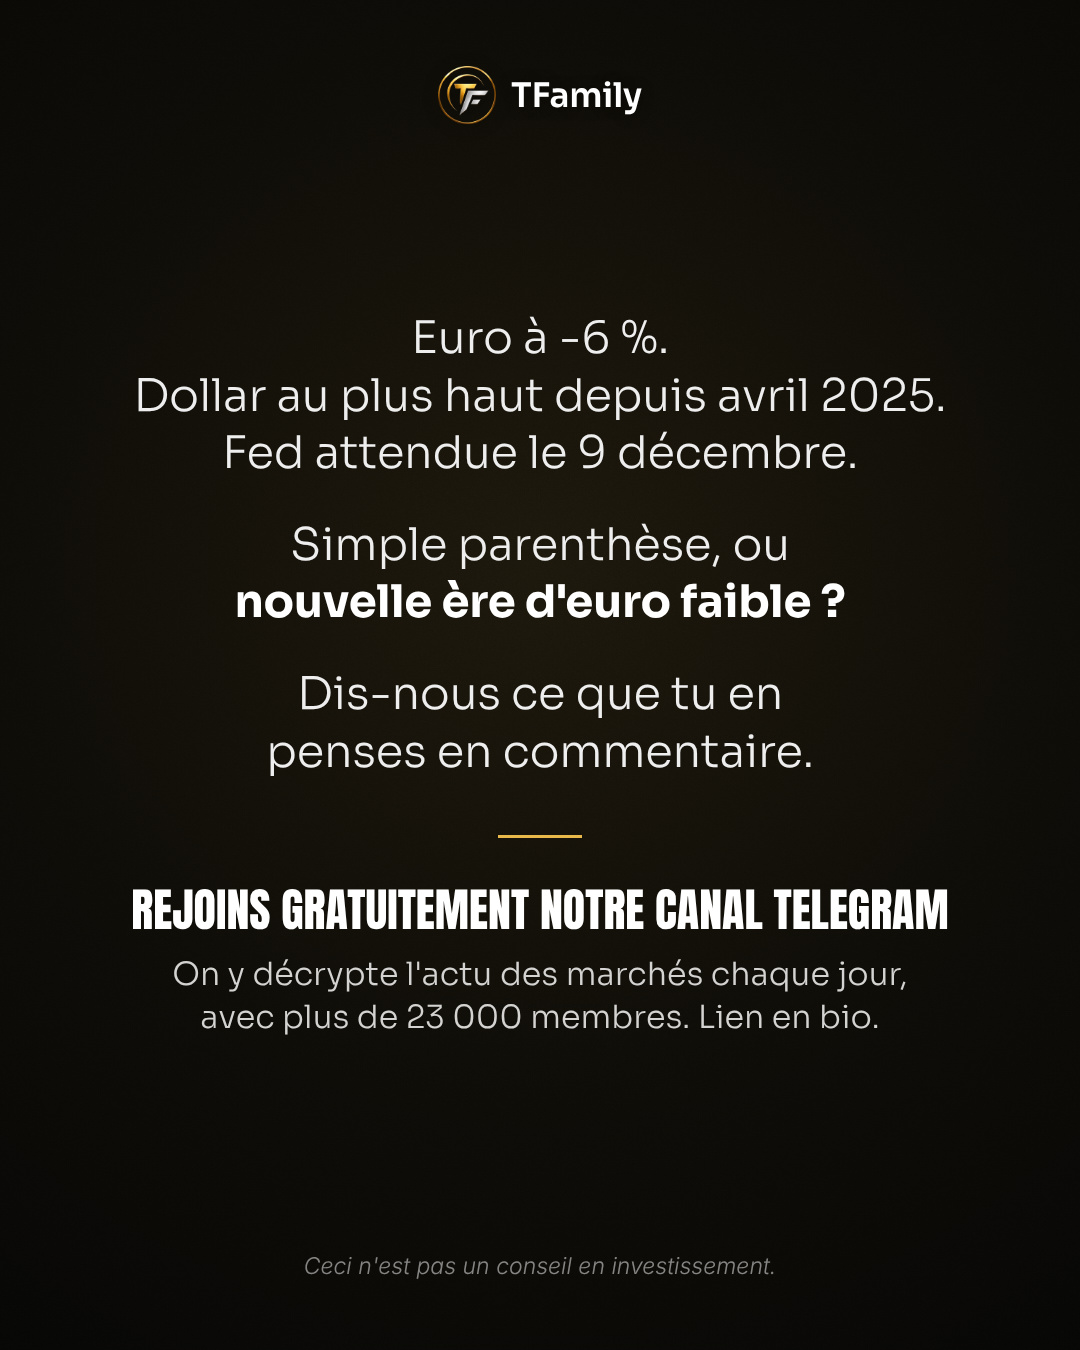 TF TFamily
Euro à -6 %.
Dollar au plus haut depuis avril 2025.
Fed attendue le 9 décembre.
Simple parenthèse, ou
nouvelle ère d'euro faible ?
Dis-nous ce que tu en
penses en commentaire.
REJOINS GRATUITEMENT NOTRE CANAL TELEGRAM
On y décrypte l'actu des marchés chaque jour,
avec plus de 23 000 membres. Lien en bio.
Ceci n'est pas un conseil en investissement.